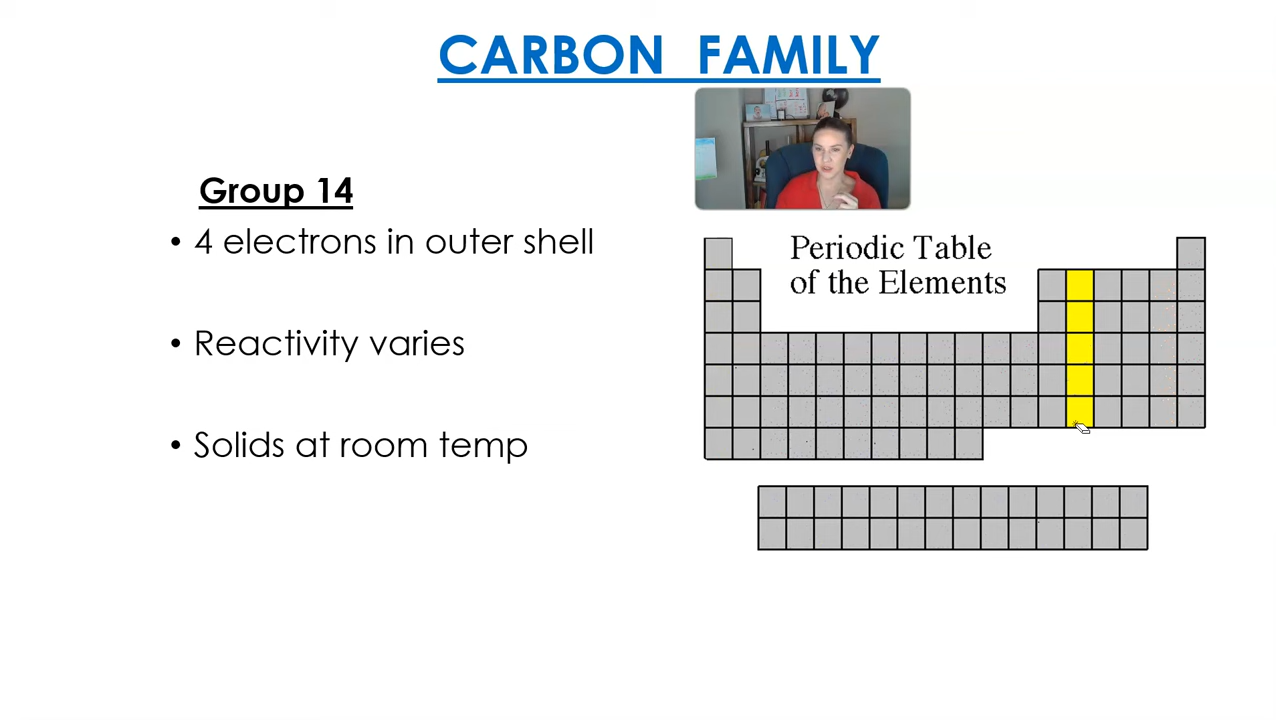 CARBON FAMILY
Group 14
• 4 electrons in outer shell
• Reactivity varies
• Solids at room temp
Periodic Table
of the Elements